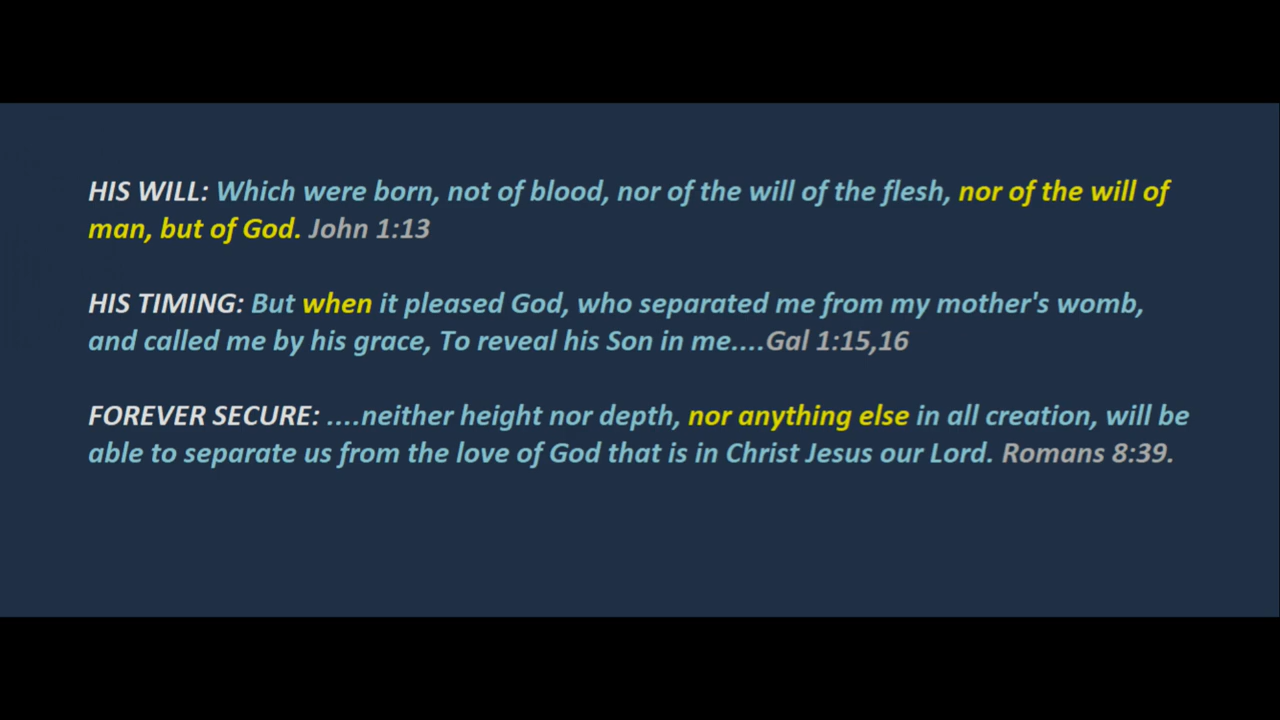 HIS WILL: Which were born, not of blood, nor of the will of the flesh, nor of the will of
man, but of God. John 1:13
HIS TIMING: But when it pleased God, who separated me from my mother's womb,
and called me by his grace, To reveal his Son in me....Gal 1:15,16
FOREVER SECURE: ....neither height nor depth, nor anything else in all creation, will be
able to separate us from the love of God that is in Christ Jesus our Lord. Romans 8:39.